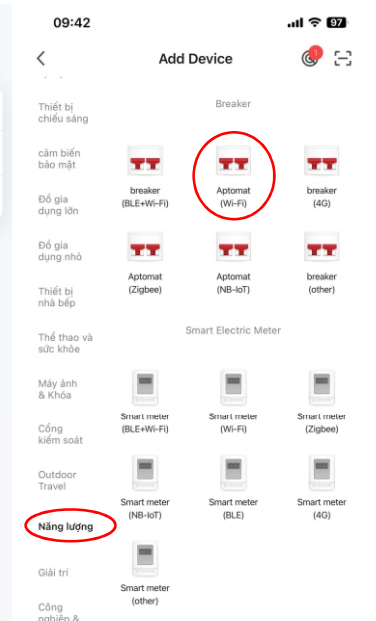 09:42
97
Add Device
1
Thiết bị
chiếu sáng
cảm biến
bảo mật
Đồ gia
dụng lớn
Đồ gia
dụng nhỏ
Thiết bị
nhà bếp
Thể thao và
sức khỏe
Máy ảnh
& Khóa
Cổng
kiểm soát
Outdoor
Travel
Năng lượng
Giải trí
Công
nghiệp &
Breaker
breaker
(BLE+Wi-Fi)
Aptomat
(Wi-Fi)
breaker
(4G)
Aptomat
(Zigbee)
Aptomat
(NB-IoT)
breaker
(other)
Smart Electric Meter
Smart meter
(BLE+Wi-Fi)
Smart meter
(Wi-Fi)
Smart meter
(Zigbee)
Smart meter
(NB-IoT)
Smart meter
(BLE)
Smart meter
(4G)
Smart meter
(other)